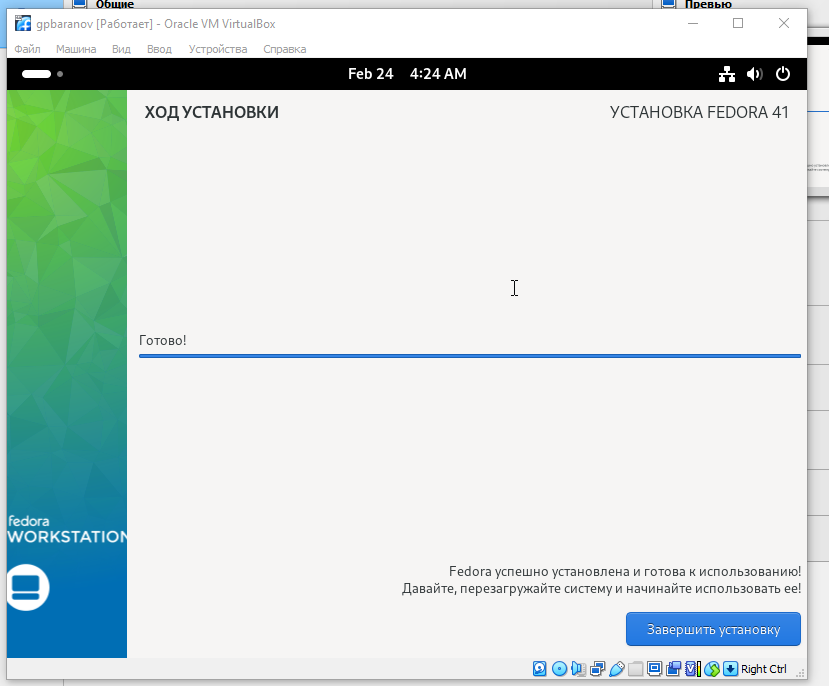 Общие
Превью
gpbaranov [Работает] - Oracle VM VirtualBox
Файл Машина Вид Ввод Устройства Справка
Feb 24 4:24 AM
ХОД УСТАНОВКИ
УСТАНОВКА FEDORA 41
Готово!
fedora
WORKSTATION
Fedora успешно установлена и готова к использованию!
Давайте, перезагружайте систему и начинайте использовать ее!
Завершить установку
Right Ctrl